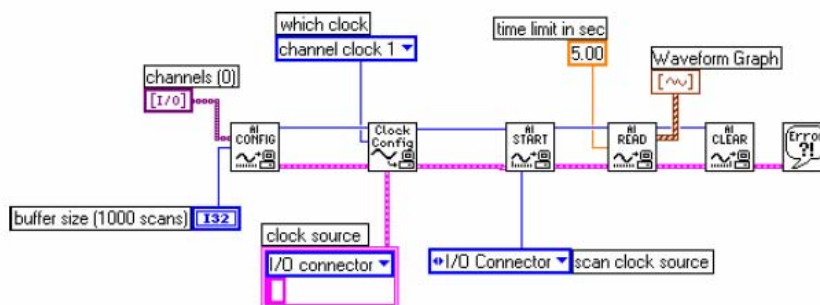 which clock
channel clock 1
time limit in sec
5.00
Waveform Graph
channels (0)
[I/O]
AI
CONFIG
Clock
Config
AI
START
AI
READ
AI
CLEAR
Error
?!
buffer size (1000 scans)
I32
clock source
I/O connector
I/O Connector
scan clock source